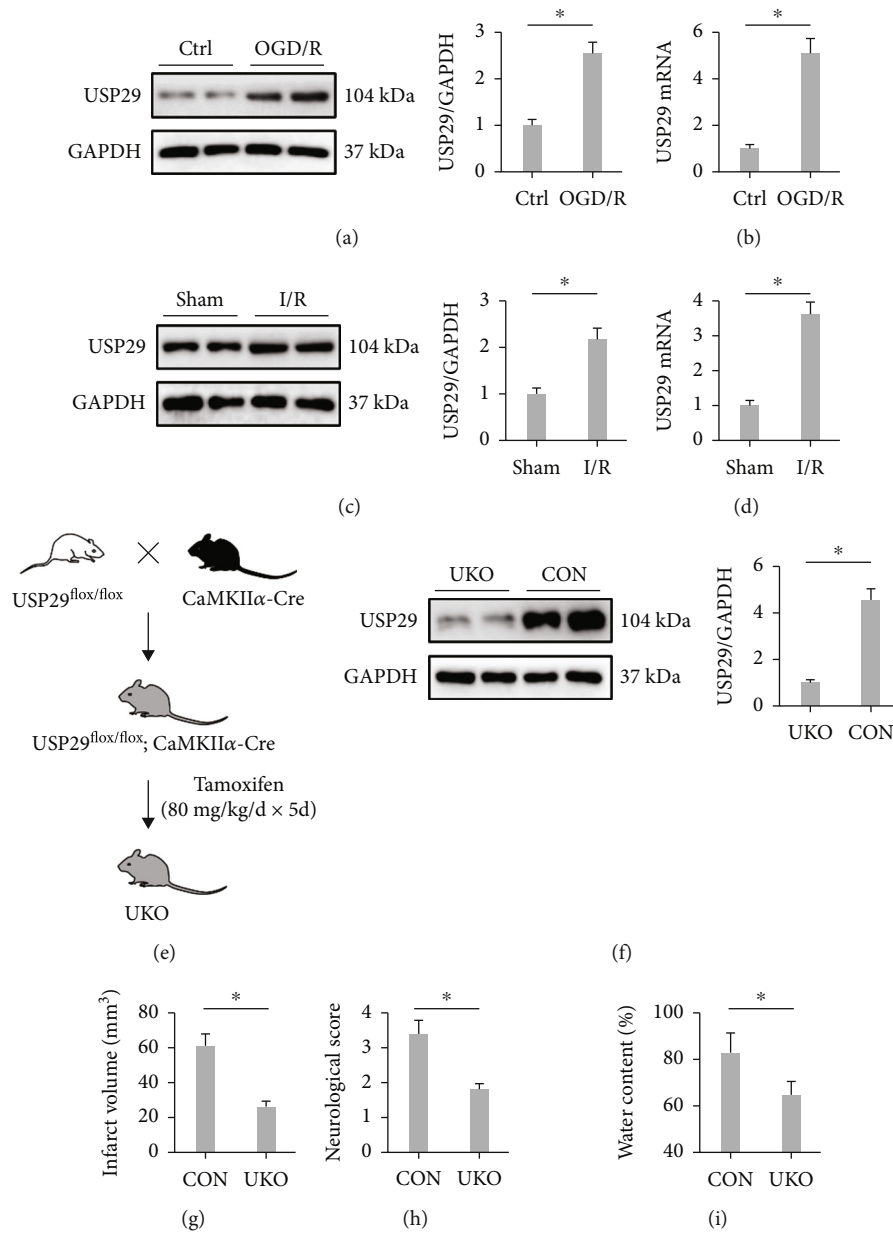 Ctrl OGD/R
USP29 104 kDa
GAPDH 37 kDa
USP29/GAPDH
3
2
1
0
*
Ctrl OGD/R
USP29 mRNA
6
4
2
0
*
Ctrl OGD/R
(a) (b)
Sham I/R
USP29 104 kDa
GAPDH 37 kDa
USP29/GAPDH
3
2
1
0
*
Sham I/R
USP29 mRNA
4
3
2
1
0
*
Sham I/R
(c) (d)
USP29flox/flox CaMKIIα-Cre
USP29flox/flox; CaMKIIα-Cre
Tamoxifen
(80 mg/kg/d × 5d)
UKO
(e)
UKO CON
USP29 104 kDa
GAPDH 37 kDa
USP29/GAPDH
6
4
2
0
*
UKO CON
(f)
Infarct volume (mm³)
80
60
40
20
0
*
CON UKO
(g)
Neurological score
4
3
2
1
0
*
CON UKO
(h)
Water content (%)
100
80
60
40
*
CON UKO
(i)